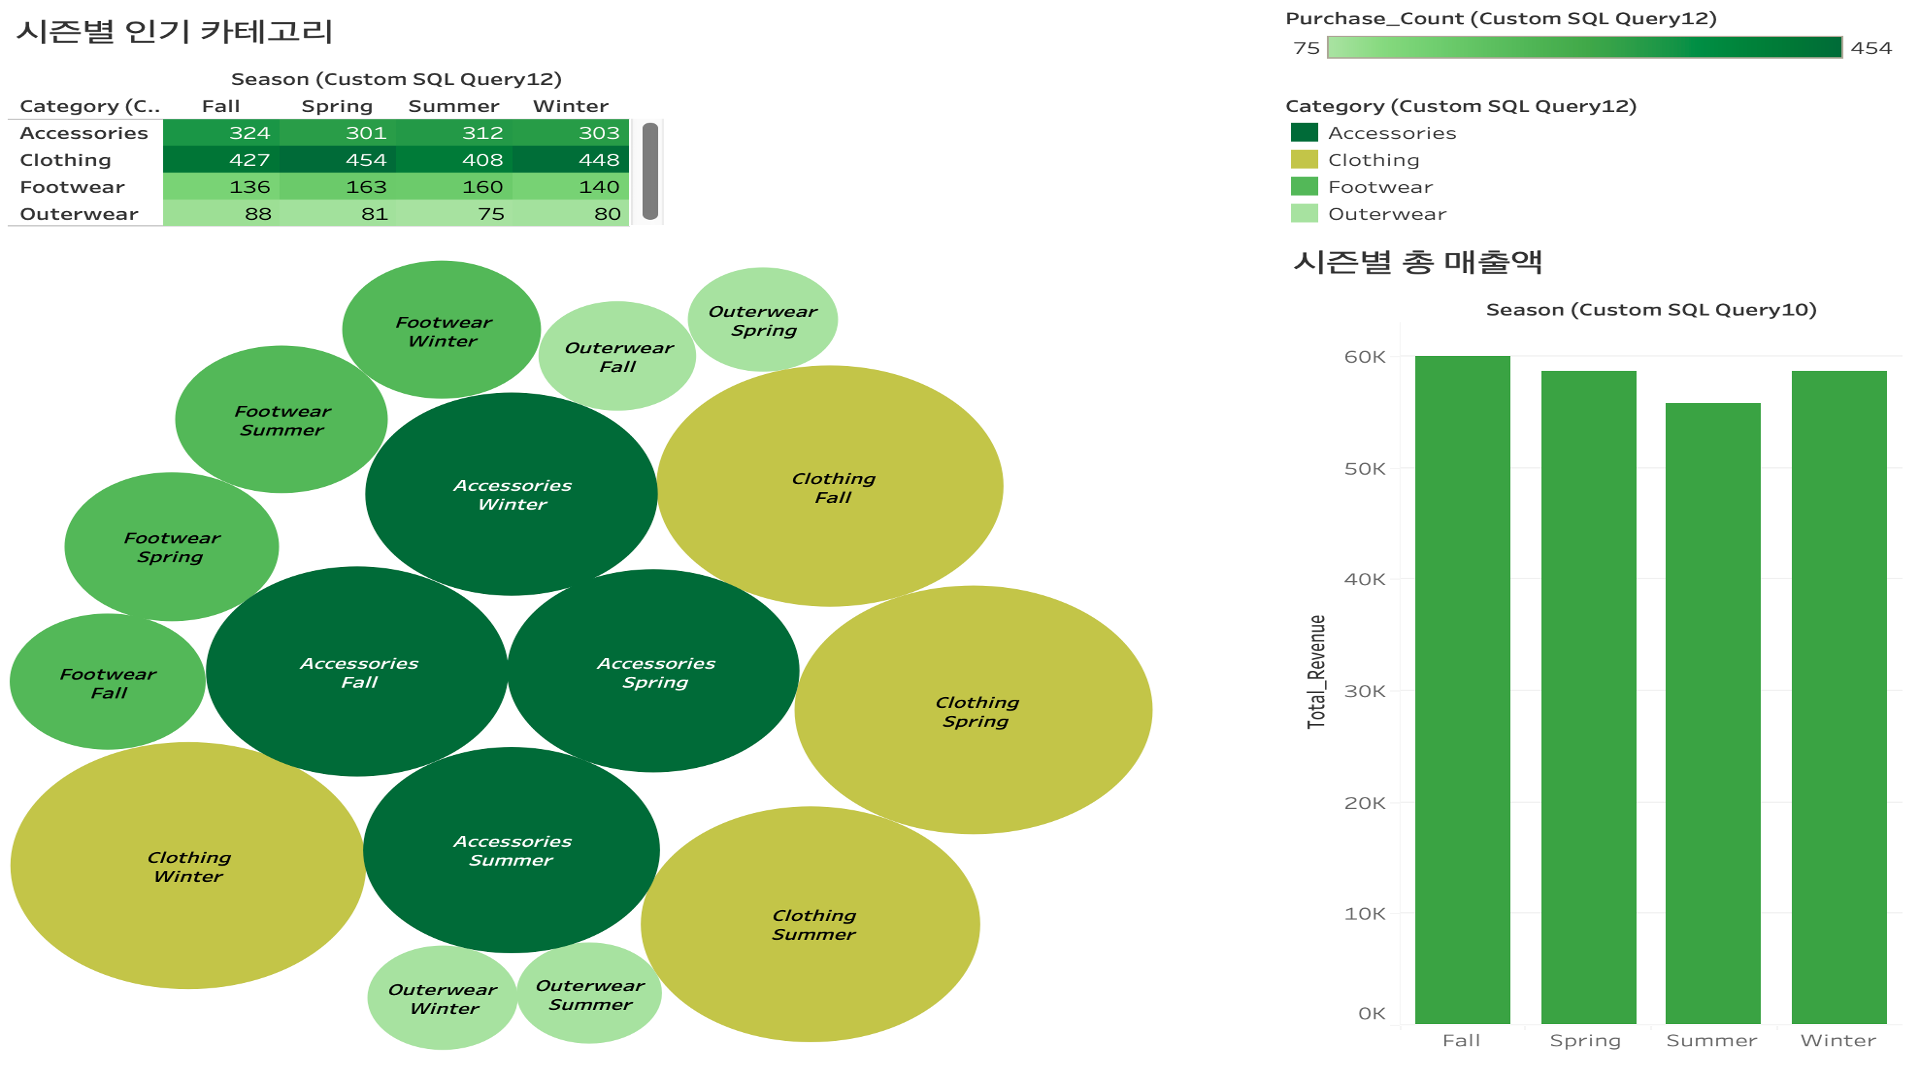 시즌별 인기 카테고리
Season (Custom SQL Query12)
Category (C.. Fall Spring Summer Winter
Accessories 324 301 312 303
Clothing 427 454 408 448
Footwear 136 163 160 140
Outerwear 88 81 75 80
Purchase_Count (Custom SQL Query12)
75 454
Category (Custom SQL Query12)
Accessories
Clothing
Footwear
Outerwear
Footwear
Winter
Outerwear
Fall
Outerwear
Spring
Footwear
Summer
Accessories
Winter
Clothing
Fall
Footwear
Spring
Footwear
Fall
Accessories
Fall
Accessories
Spring
Clothing
Spring
Clothing
Winter
Accessories
Summer
Clothing
Summer
Outerwear
Winter
Outerwear
Summer
시즌별 총 매출액
Season (Custom SQL Query10)
Total_Revenue
60K
50K
40K
30K
20K
10K
0K
Fall Spring Summer Winter